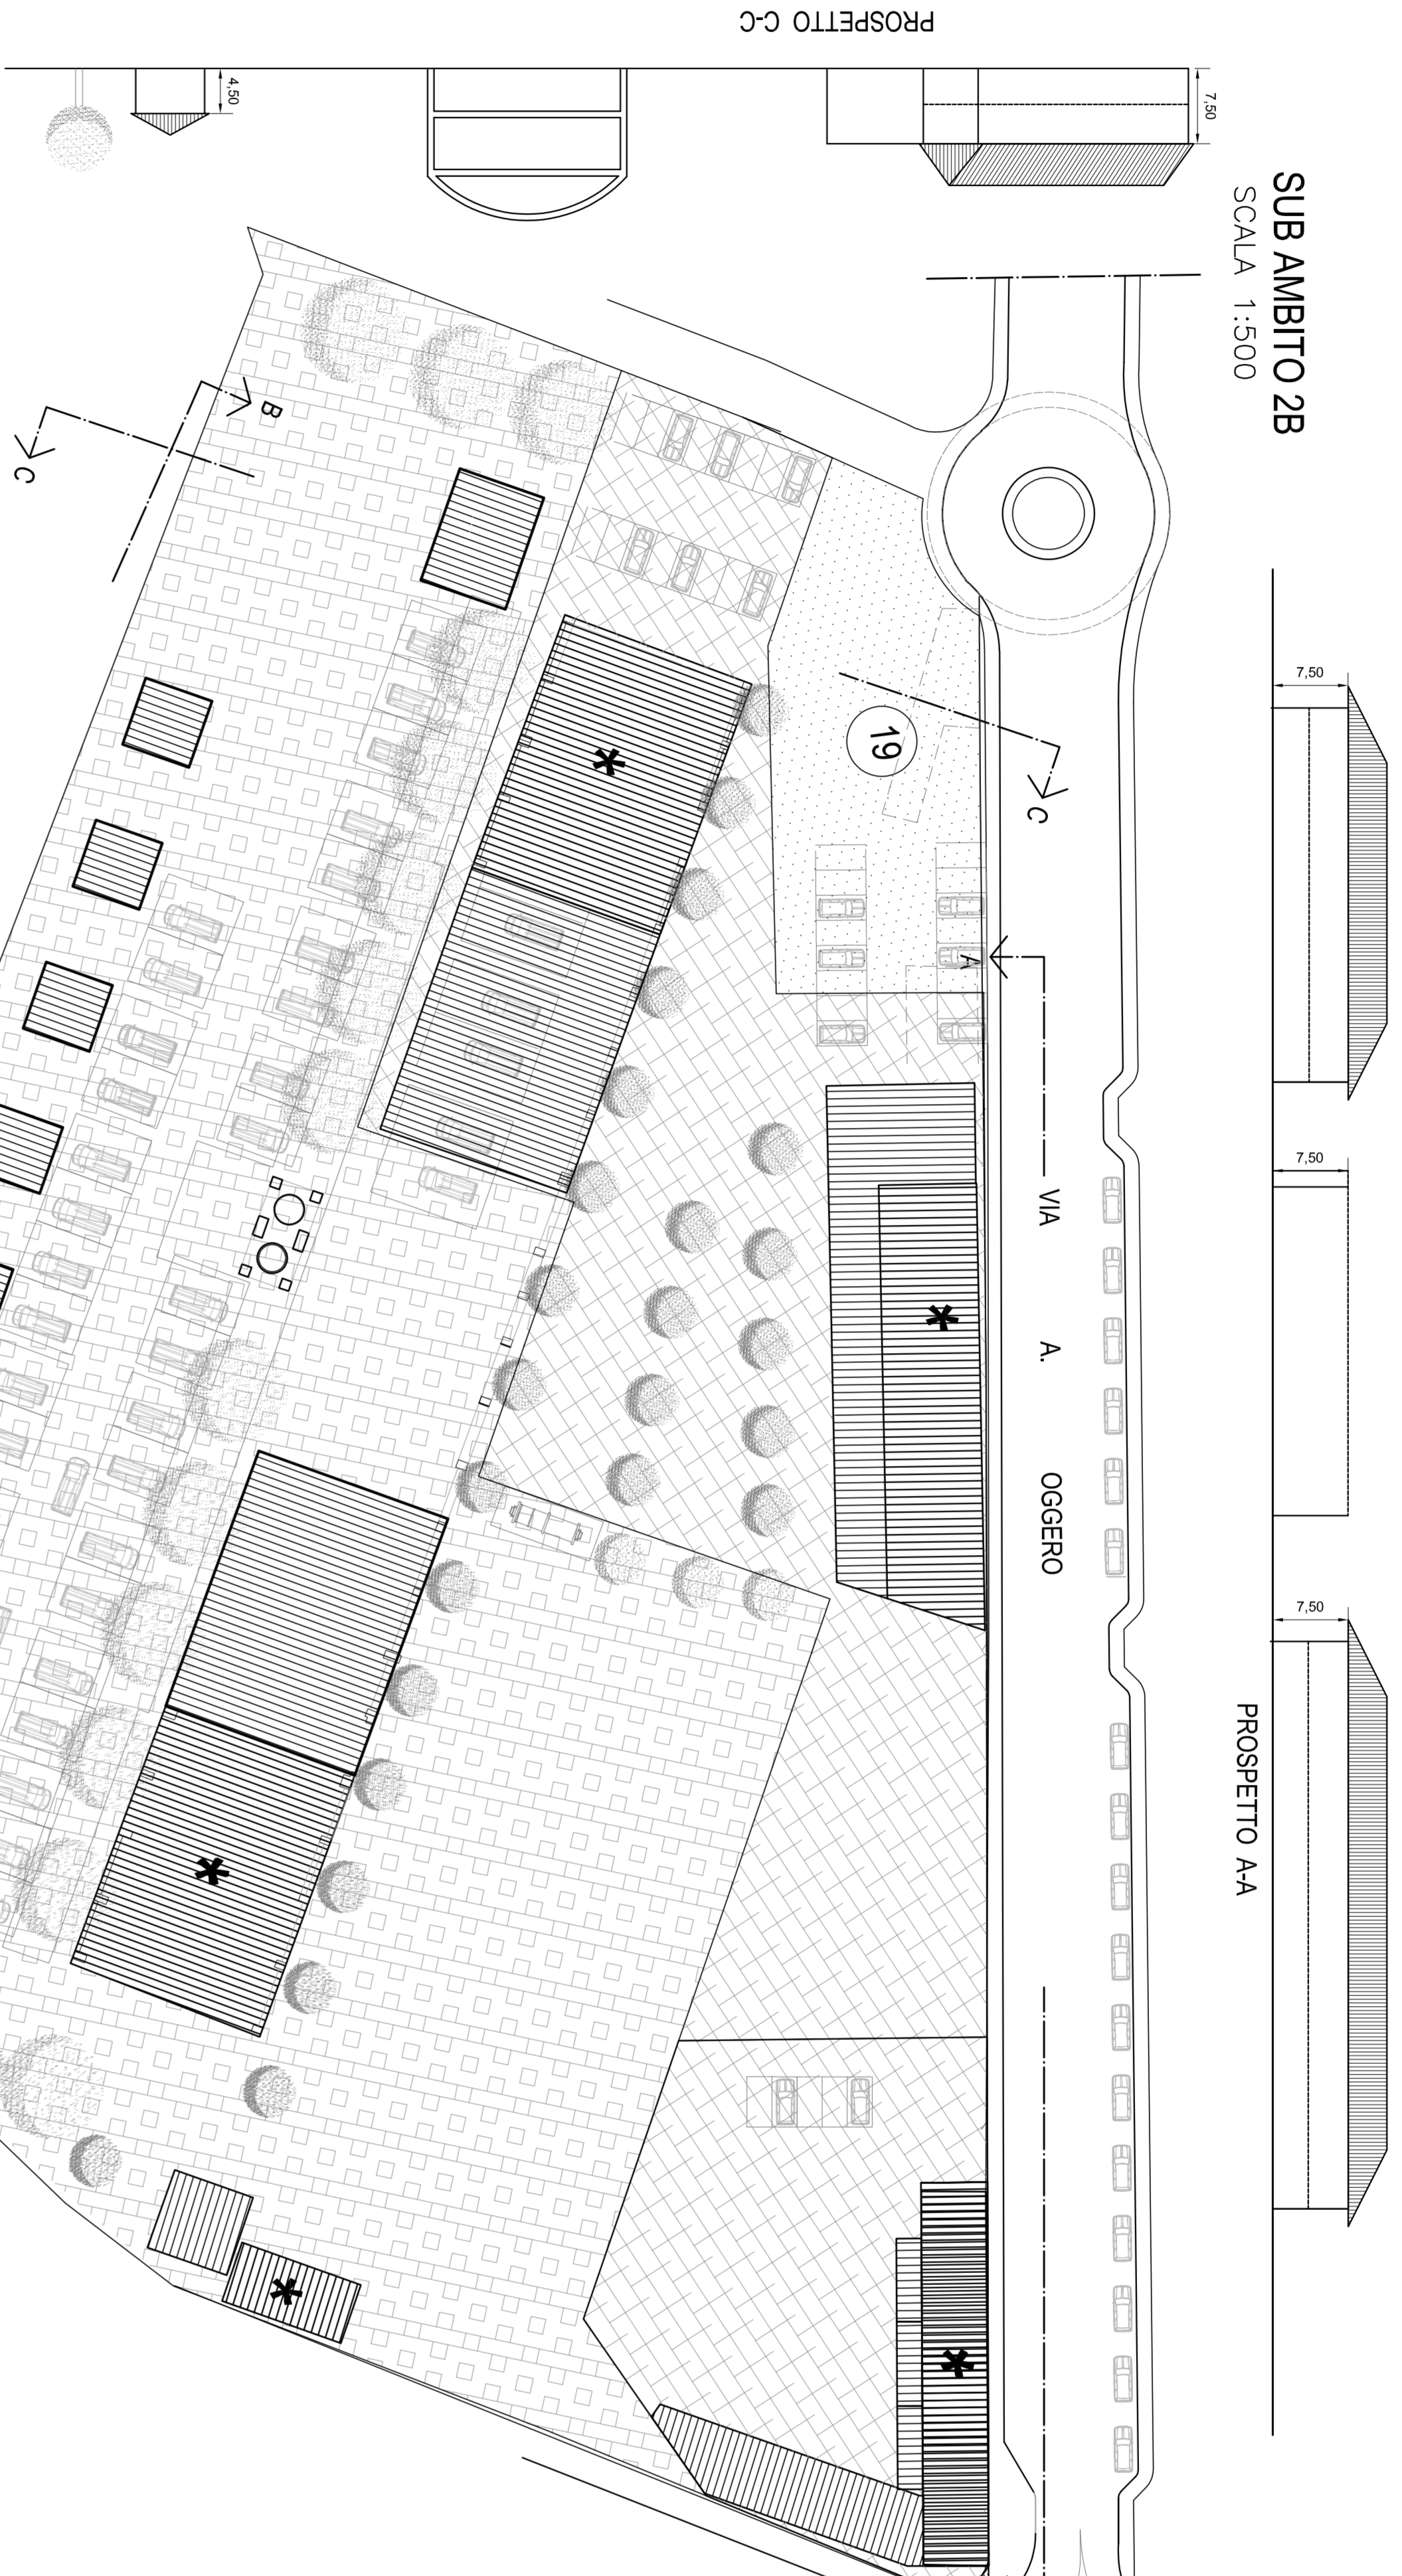 SUB AMBITO 2B
SCALA 1:500
PROSPETTO C-C
4,50
7,50
7,50
7,50
7,50
PROSPETTO A-A
B
C
C
19
A
VIA A. OGGERO
*
*
*
*
*